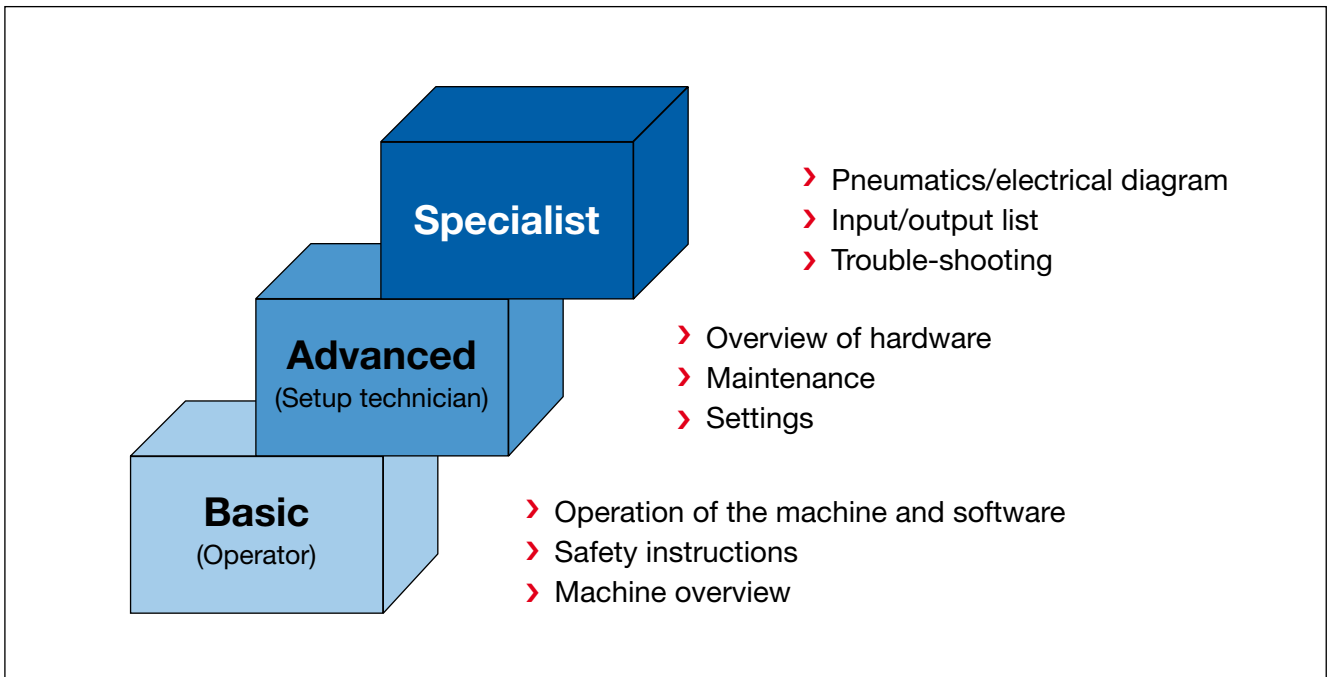 Specialist
› Pneumatics/electrical diagram
› Input/output list
› Trouble-shooting
Advanced
(Setup technician)
› Overview of hardware
› Maintenance
› Settings
Basic
(Operator)
› Operation of the machine and software
› Safety instructions
› Machine overview